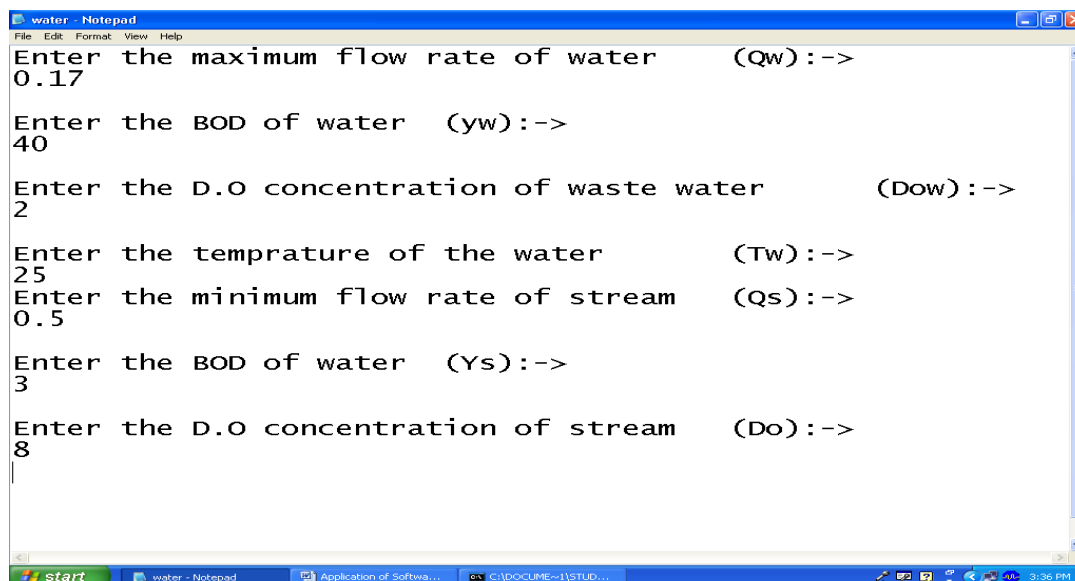 water - Notepad
File Edit Format View Help
Enter the maximum flow rate of water (Qw):->
0.17
Enter the BOD of water (yw):->
40
Enter the D.O concentration of waste water (Dow):->
2
Enter the temprature of the water (Tw):->
25
Enter the minimum flow rate of stream (Qs):->
0.5
Enter the BOD of water (Ys):->
3
Enter the D.O concentration of stream (Do):->
8
start water - Notepad Application of Softwa... C:\DOCUME~1\STUD... 3:36 PM